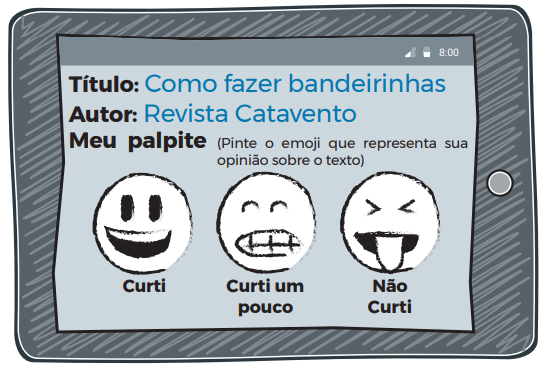 8:00
Título: Como fazer bandeirinhas
Autor: Revista Catavento
Meu palpite (Pinte o emoji que representa sua
opinião sobre o texto)
Curti
Curti um
pouco
Não
Curti